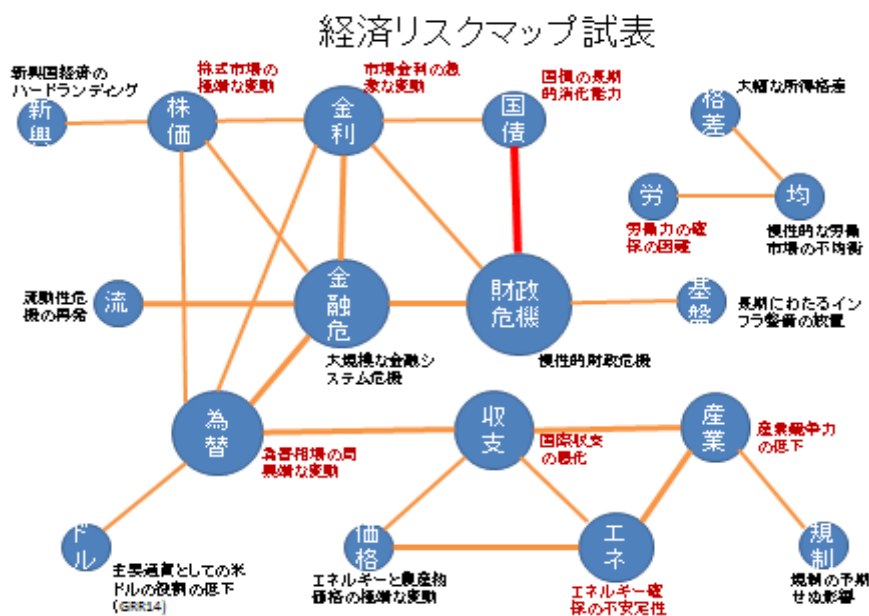 経済リスクマップ試表
新興国経済の
ハードランディング
株式市場の
極端な変動
市場金利の急
激な変動
国債の長期
的消化能力
大幅な所得格差
新
興
株
価
金
利
国
債
格
差
労
均
労働力の確
保の困難
慢性的な労働
市場の不均衡
流動性危
機の再発
流
金
融
危
財政
危機
基
盤
長期にわたるイン
フラ整備の放置
大規模な金融シ
ステム危機
慢性的財政危機
為
替
収
支
産
業
為替相場の局
異端な変動
国際収支
の悪化
産業競争力
の低下
ドル
価
格
エ
ネ
規
制
主要通貨としての米
ドルの役割の低下
(GRR14)
エネルギーと農産物
価格の極端な変動
エネルギー確
保の不安定性
規制の予期
せぬ影響